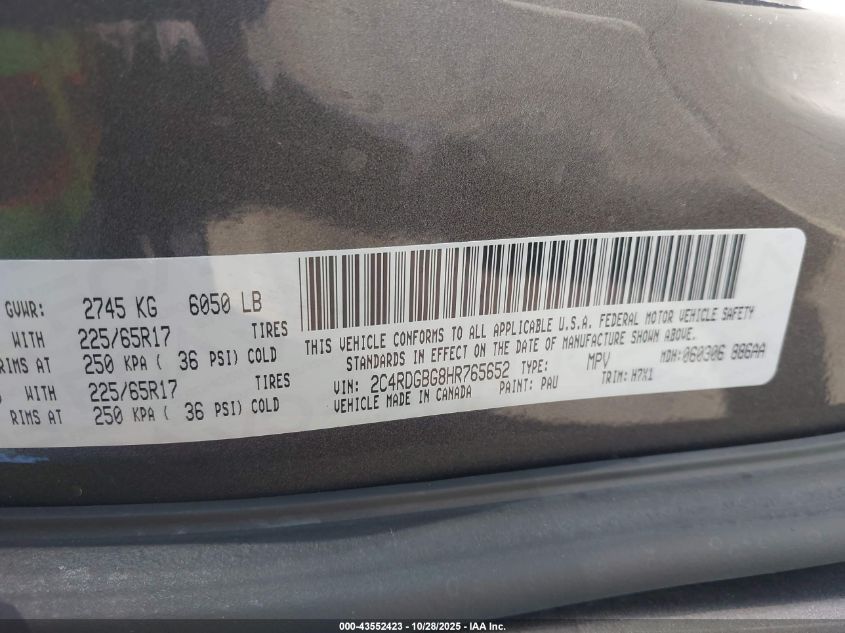 GVWR: 2745 KG 6050 LB
WITH 225/65R17 TIRES
RIMS AT 250 KPA ( 36 PSI) COLD
225/65R17 TIRES
RIMS AT 250 KPA ( 36 PSI) COLD
THIS VEHICLE CONFORMS TO ALL APPLICABLE U.S.A. FEDERAL MOTOR VEHICLE SAFETY
STANDARDS IN EFFECT ON THE DATE OF MANUFACTURE SHOWN ABOVE.
VIN: 2C4RDGBG8HR765652 TYPE: MPV MDH:060306 886AA
VEHICLE MADE IN CANADA PAINT: PAU TRIM: H7X1
000-43552423 | 10/28/2025 - IAA Inc.